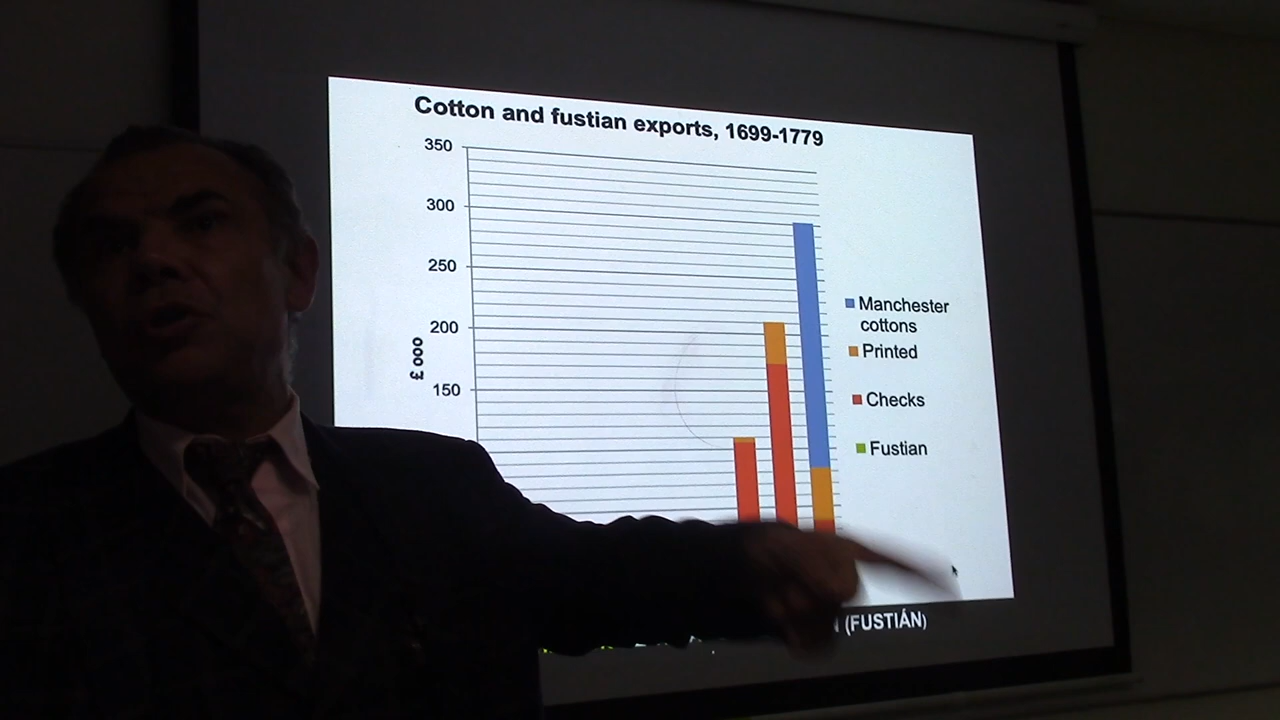 Cotton and fustian exports, 1699-1779
350
300
250
200
150
£ 000
Manchester
cottons
Printed
Checks
Fustian
(FUSTIÁN)